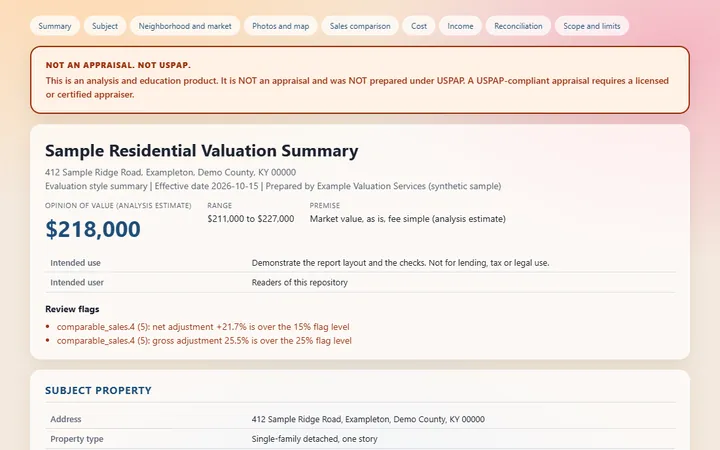 Summary
Subject
Neighborhood and market
Photos and map
Sales comparison
Cost
Income
Reconciliation
Scope and limits
NOT AN APPRAISAL. NOT USPAP.
This is an analysis and education product. It is NOT an appraisal and was NOT prepared under USPAP. A USPAP-compliant appraisal requires a licensed
or certified appraiser.
Sample Residential Valuation Summary
412 Sample Ridge Road, Exampleton, Demo County, KY 00000
Evaluation style summary | Effective date 2026-10-15 | Prepared by Example Valuation Services (synthetic sample)
OPINION OF VALUE (ANALYSIS ESTIMATE)
$218,000
RANGE
$211,000 to $227,000
PREMISE
Market value, as is, fee simple (analysis estimate)
Intended use Demonstrate the report layout and the checks. Not for lending, tax or legal use.
Intended user Readers of this repository
Review flags
• comparable_sales.4 (5): net adjustment +21.7% is over the 15% flag level
• comparable_sales.4 (5): gross adjustment 25.5% is over the 25% flag level
SUBJECT PROPERTY
Address 412 Sample Ridge Road, Exampleton, Demo County, KY 00000
Property type Single-family detached, one story